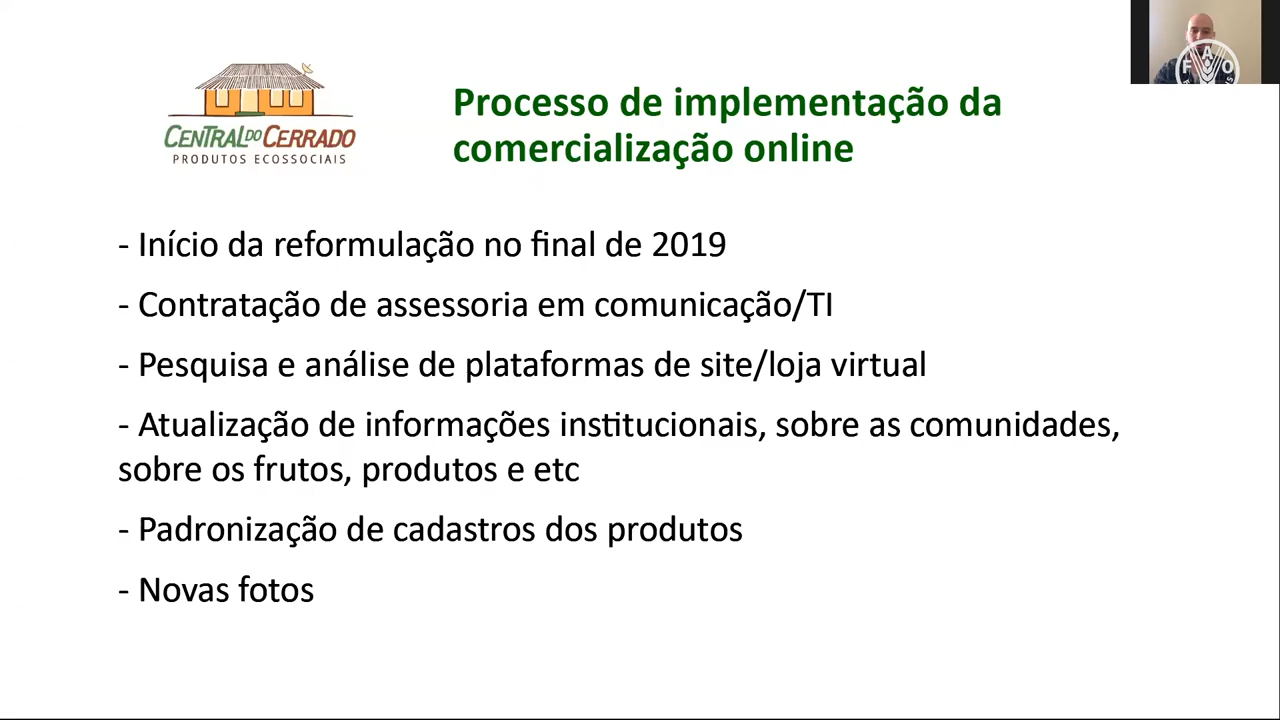 FAO
CENTRAL DO CERRADO
PRODUTOS ECOSSOCIAIS
Processo de implementação da
comercialização online
- Início da reformulação no final de 2019
- Contratação de assessoria em comunicação/TI
- Pesquisa e análise de plataformas de site/loja virtual
- Atualização de informações institucionais, sobre as comunidades,
sobre os frutos, produtos e etc
- Padronização de cadastros dos produtos
- Novas fotos